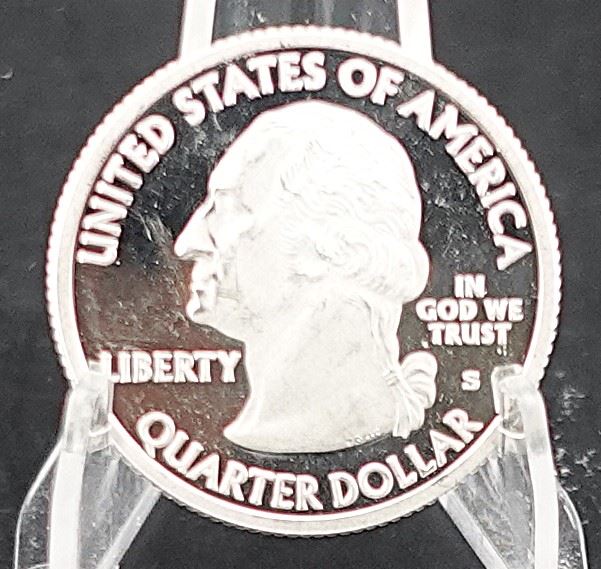 UNITED STATES OF AMERICA
LIBERTY
IN
GOD WE
TRUST
S
QUARTER DOLLAR